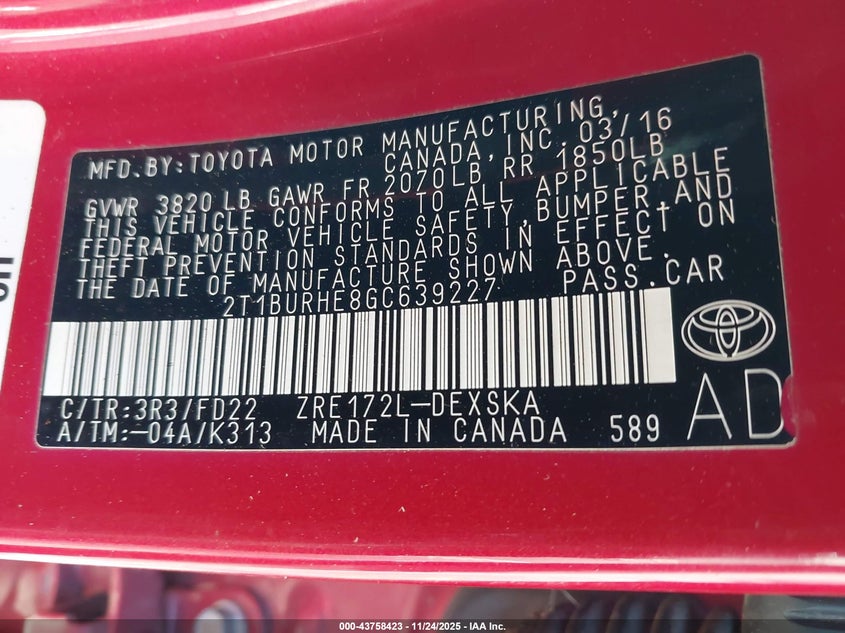 MFD.BY:TOYOTA MOTOR MANUFACTURING,
CANADA,INC.03/16
GVWR 3820 LB GAWR FR 2070LB RR 1850LB
THIS VEHICLE CONFORMS TO ALL APPLICABLE
FEDERAL MOTOR VEHICLE SAFETY,BUMPER,AND
THEFT PREVENTION STANDARDS IN EFFECT ON
THE DATE OF MANUFACTURE SHOWN ABOVE.
2T1BURHE8GC639227 PASS.CAR
C/TR:3R3/FD22 ZRE172L-DEXSKA
A/TM:-04A/K313 MADE IN CANADA 589
AD
000-43758423 - 11/24/2025 - IAA Inc.